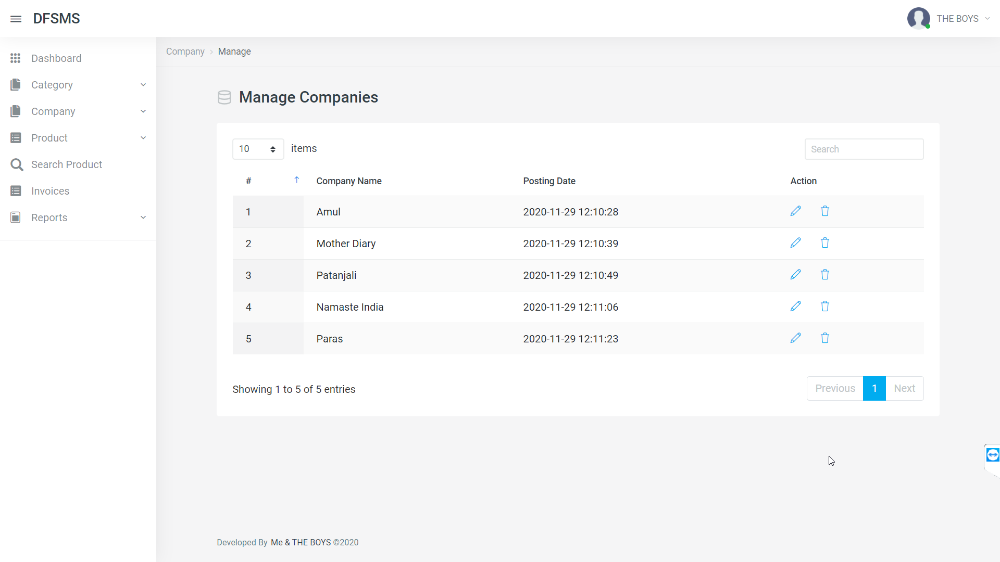 DFSMS
THE BOYS
Dashboard
Category
Company
Product
Search Product
Invoices
Reports
Company > Manage
Manage Companies
10 items
Search
# Company Name Posting Date Action
1 Amul 2020-11-29 12:10:28
2 Mother Diary 2020-11-29 12:10:39
3 Patanjali 2020-11-29 12:10:49
4 Namaste India 2020-11-29 12:11:06
5 Paras 2020-11-29 12:11:23
Showing 1 to 5 of 5 entries
Previous 1 Next
Developed By Me & THE BOYS ©2020